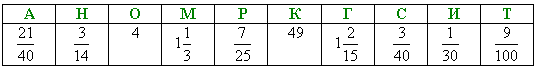 А Н О М Р К Г С И Т
21/40 3/14 4 1 1/3 7/25 49 1 2/15 3/40 1/30 9/100